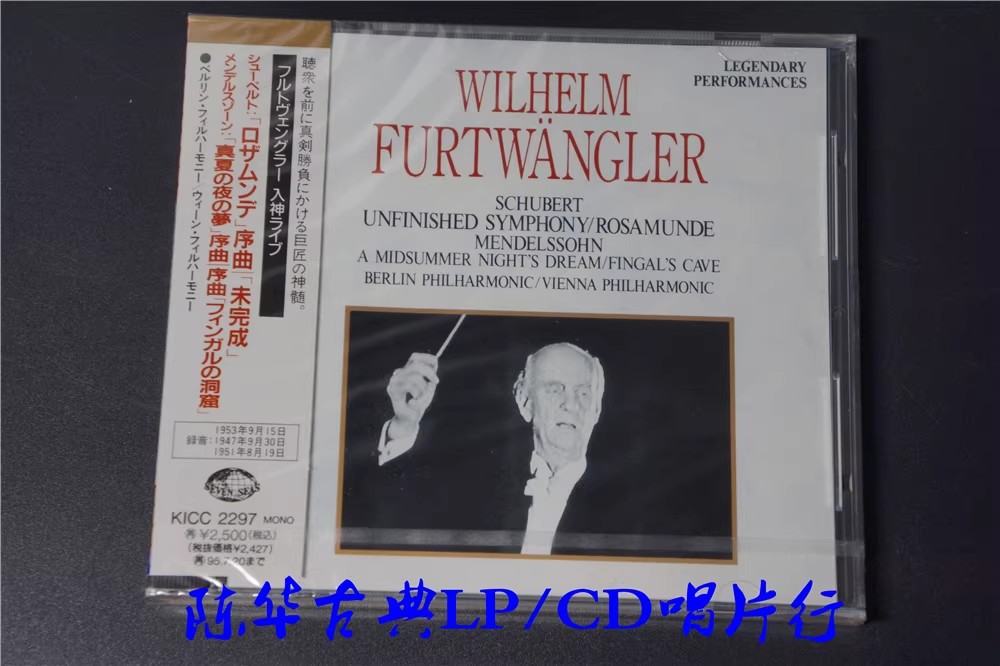 聴衆を前に真剣勝負にかける巨匠の神髄。
フルトヴェングラー 入神ライブ
シューベルト:「ロザムンデ」序曲/「未完成」
メンデルスゾーン:「真夏の夜の夢」序曲/序曲「フィンガルの洞窟」
●ベルリン・フィルハーモニー/ウィーン・フィルハーモニー
1953年9月15日
録音:1947年9月30日
1951年8月19日
SEVEN SEAS
KICC 2297 MONO
㊢¥2,500(税込)
(税抜価格¥2,427)
㊢95.7.20まで
LEGENDARY
PERFORMANCES
WILHELM
FURTWÄNGLER
SCHUBERT
UNFINISHED SYMPHONY/ROSAMUNDE
MENDELSSOHN
A MIDSUMMER NIGHT'S DREAM/FINGAL'S CAVE
BERLIN PHILHARMONIC/VIENNA PHILHARMONIC
陈华古典LP/CD唱片行